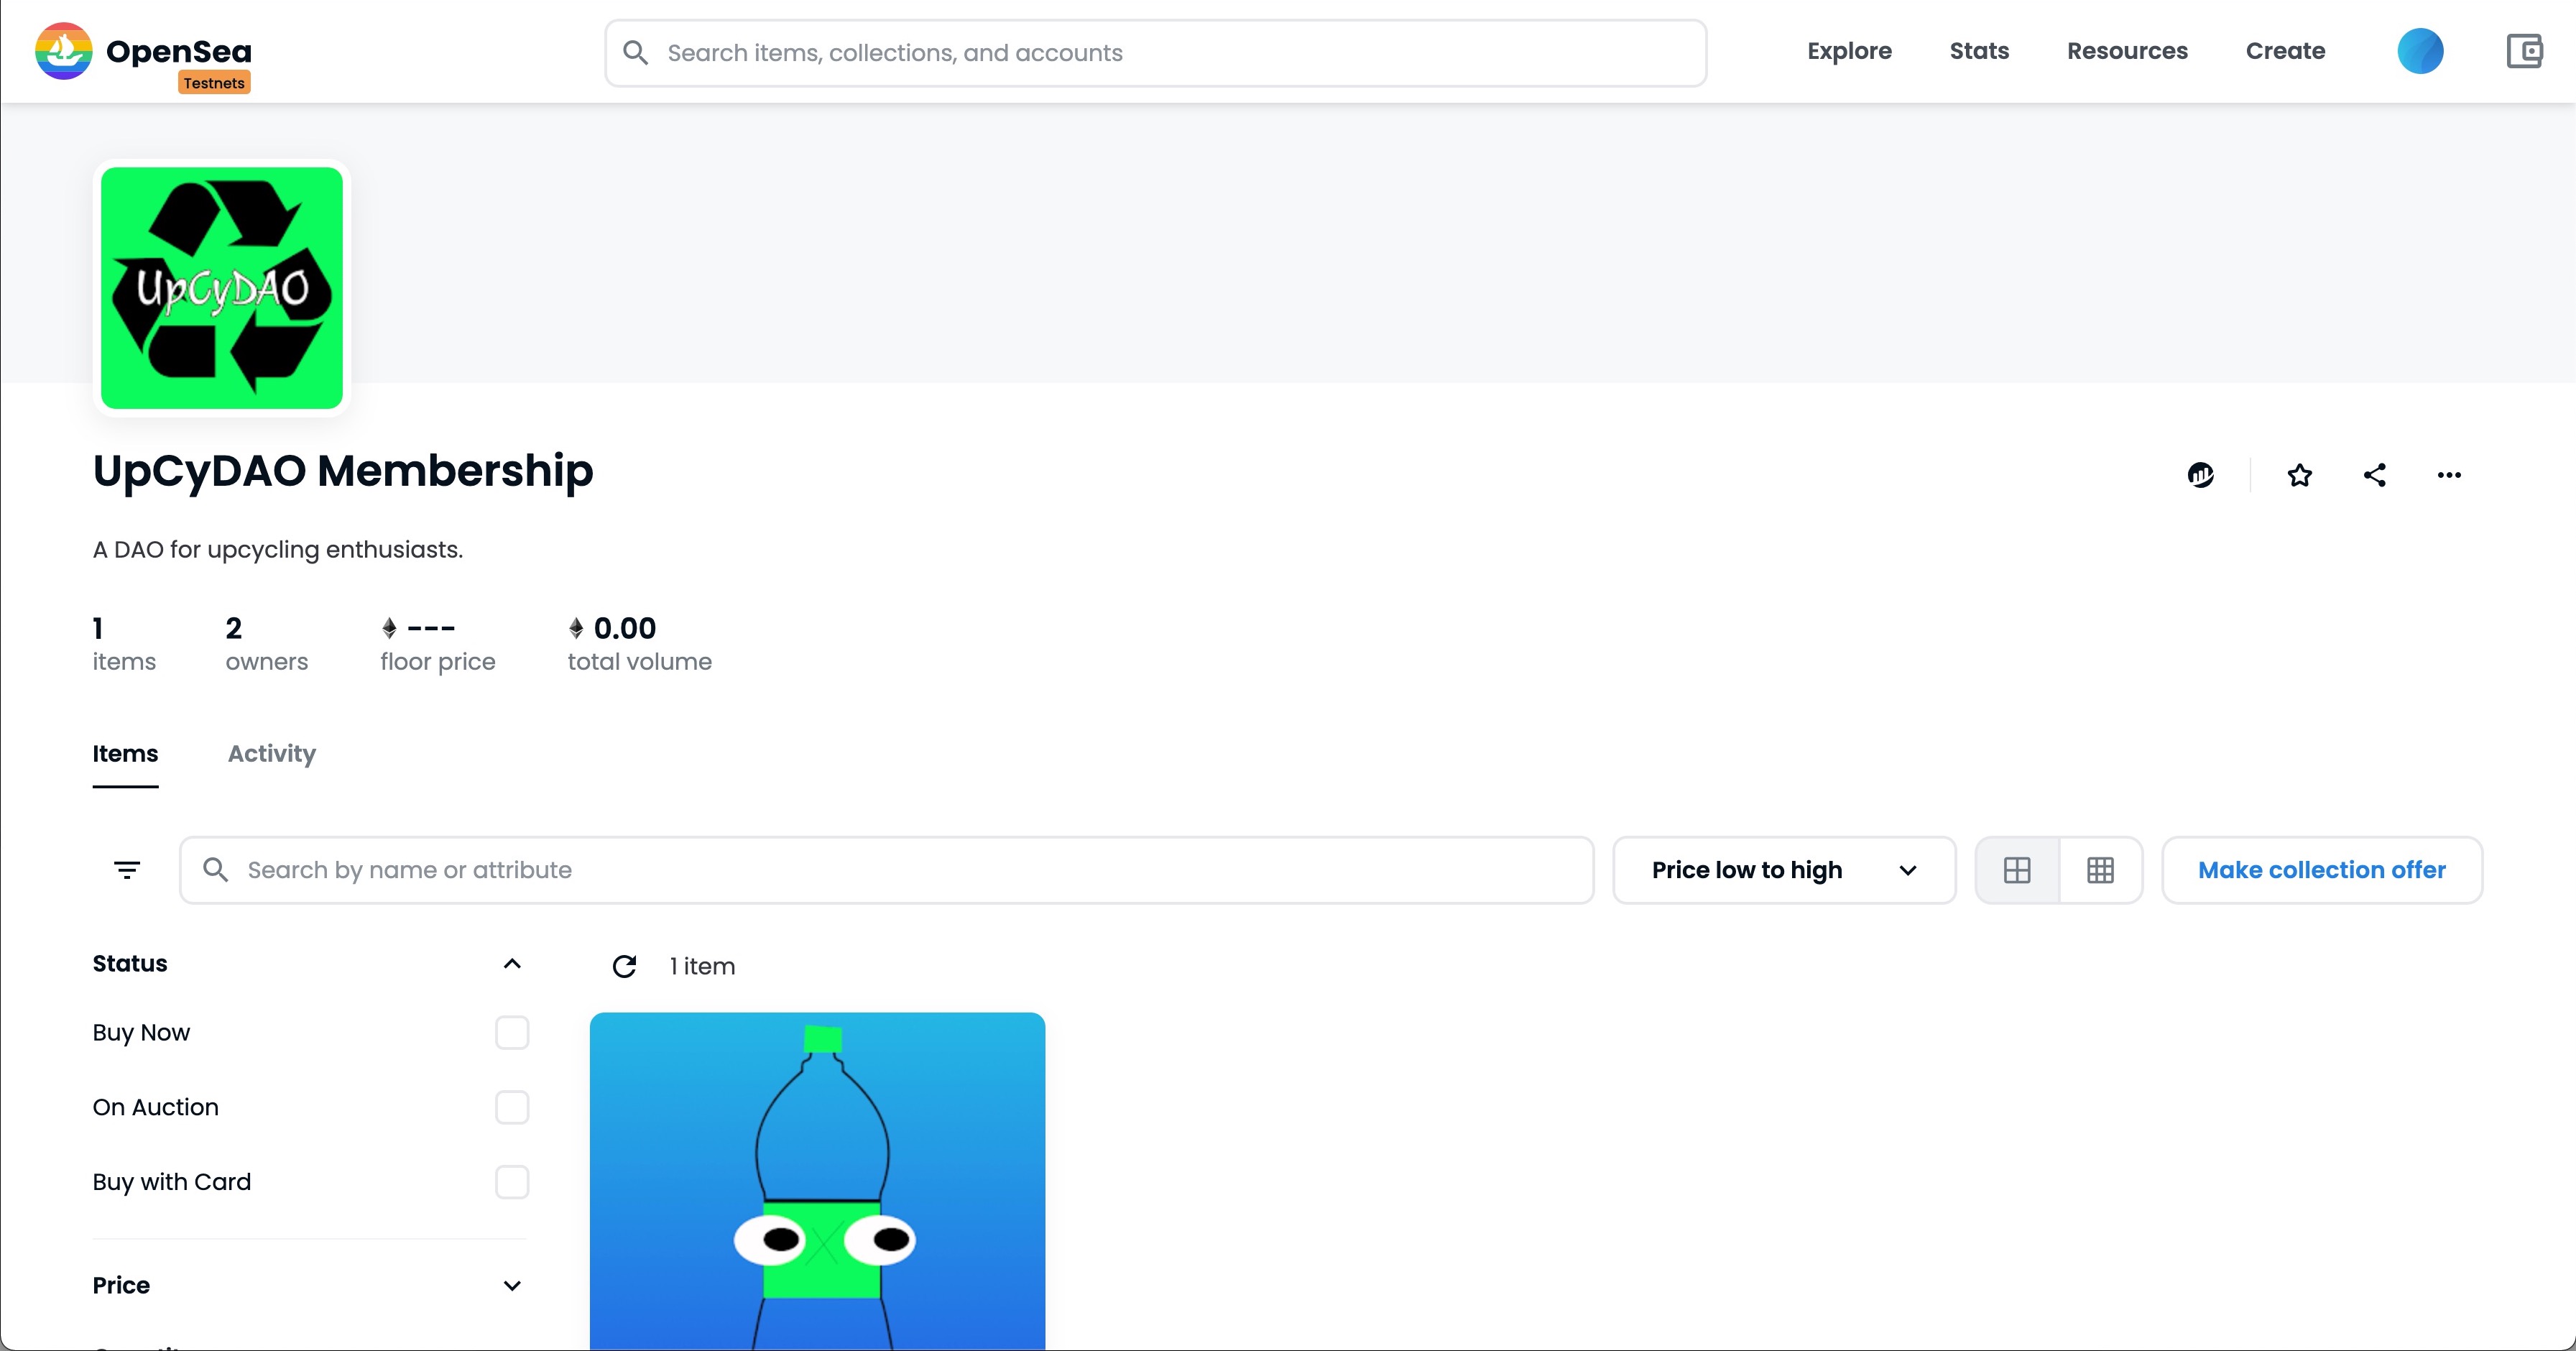 OpenSea
Testnets
Search items, collections, and accounts
Explore
Stats
Resources
Create
UpCyDAO
UpCyDAO Membership
A DAO for upcycling enthusiasts.
1
items
2
owners
---
floor price
0.00
total volume
Items
Activity
Search by name or attribute
Price low to high
Make collection offer
Status
1 item
Buy Now
On Auction
Buy with Card
Price